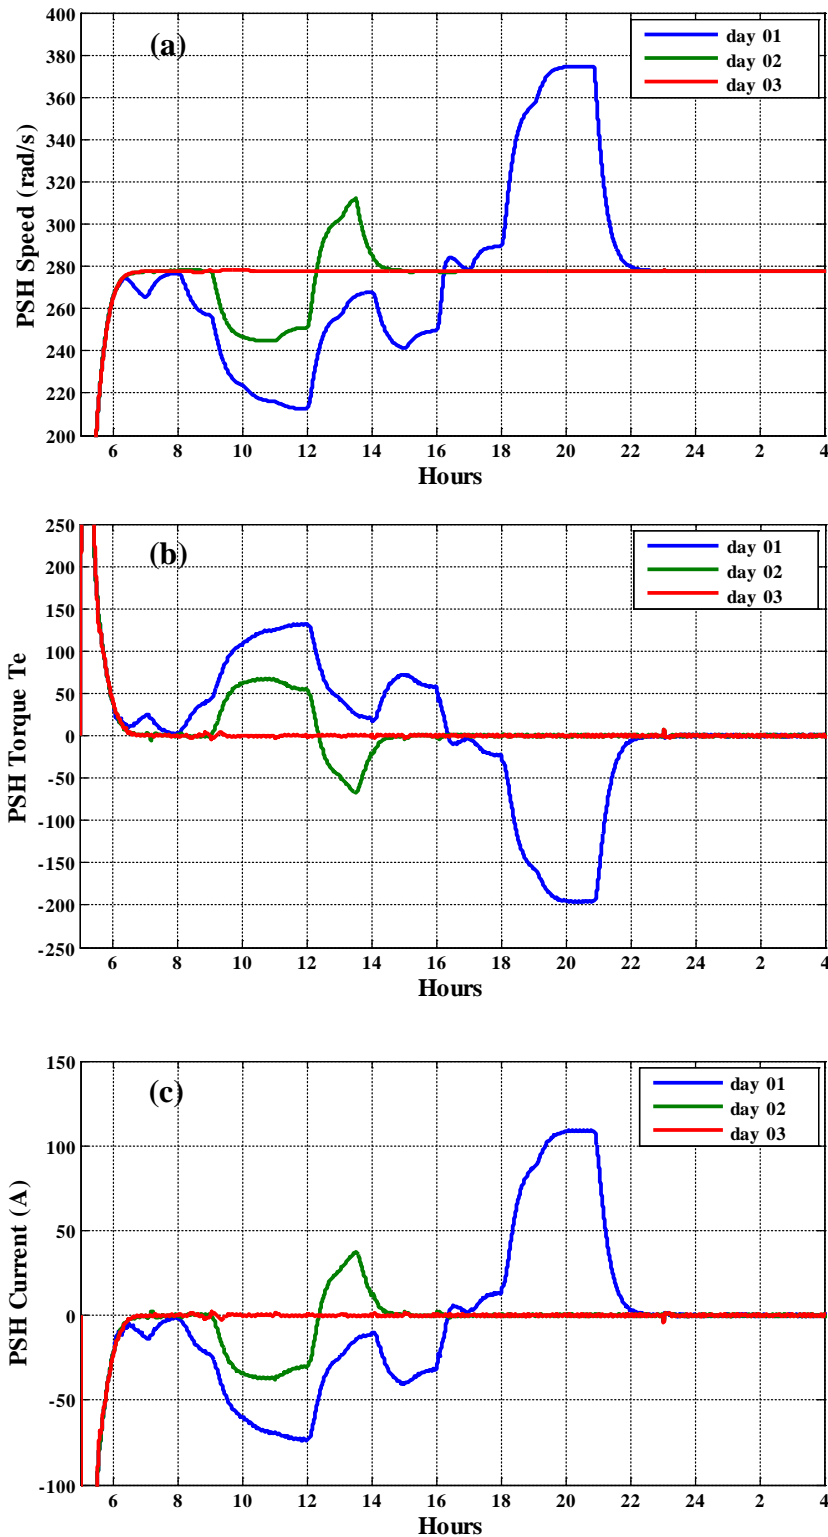 (a)
day 01
day 02
day 03
PSH Speed (rad/s)
400
380
360
340
320
300
280
260
240
220
200
6 8 10 12 14 16 18 20 22 24 2 4
Hours
(b)
day 01
day 02
day 03
PSH Torque Te
250
200
150
100
50
0
-50
-100
-150
-200
-250
6 8 10 12 14 16 18 20 22 24 2 4
Hours
(c)
day 01
day 02
day 03
PSH Current (A)
150
100
50
0
-50
-100
6 8 10 12 14 16 18 20 22 24 2 4
Hours